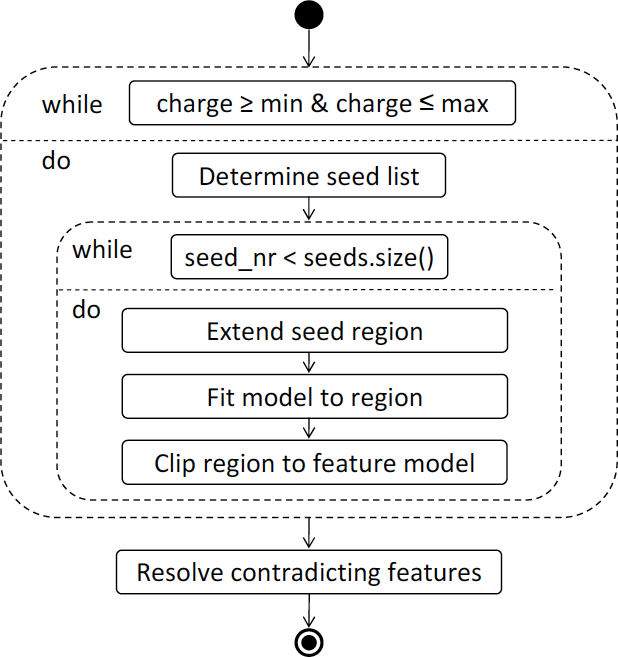 while
charge ≥ min & charge ≤ max
do
Determine seed list
while
seed_nr < seeds.size()
do
Extend seed region
Fit model to region
Clip region to feature model
Resolve contradicting features